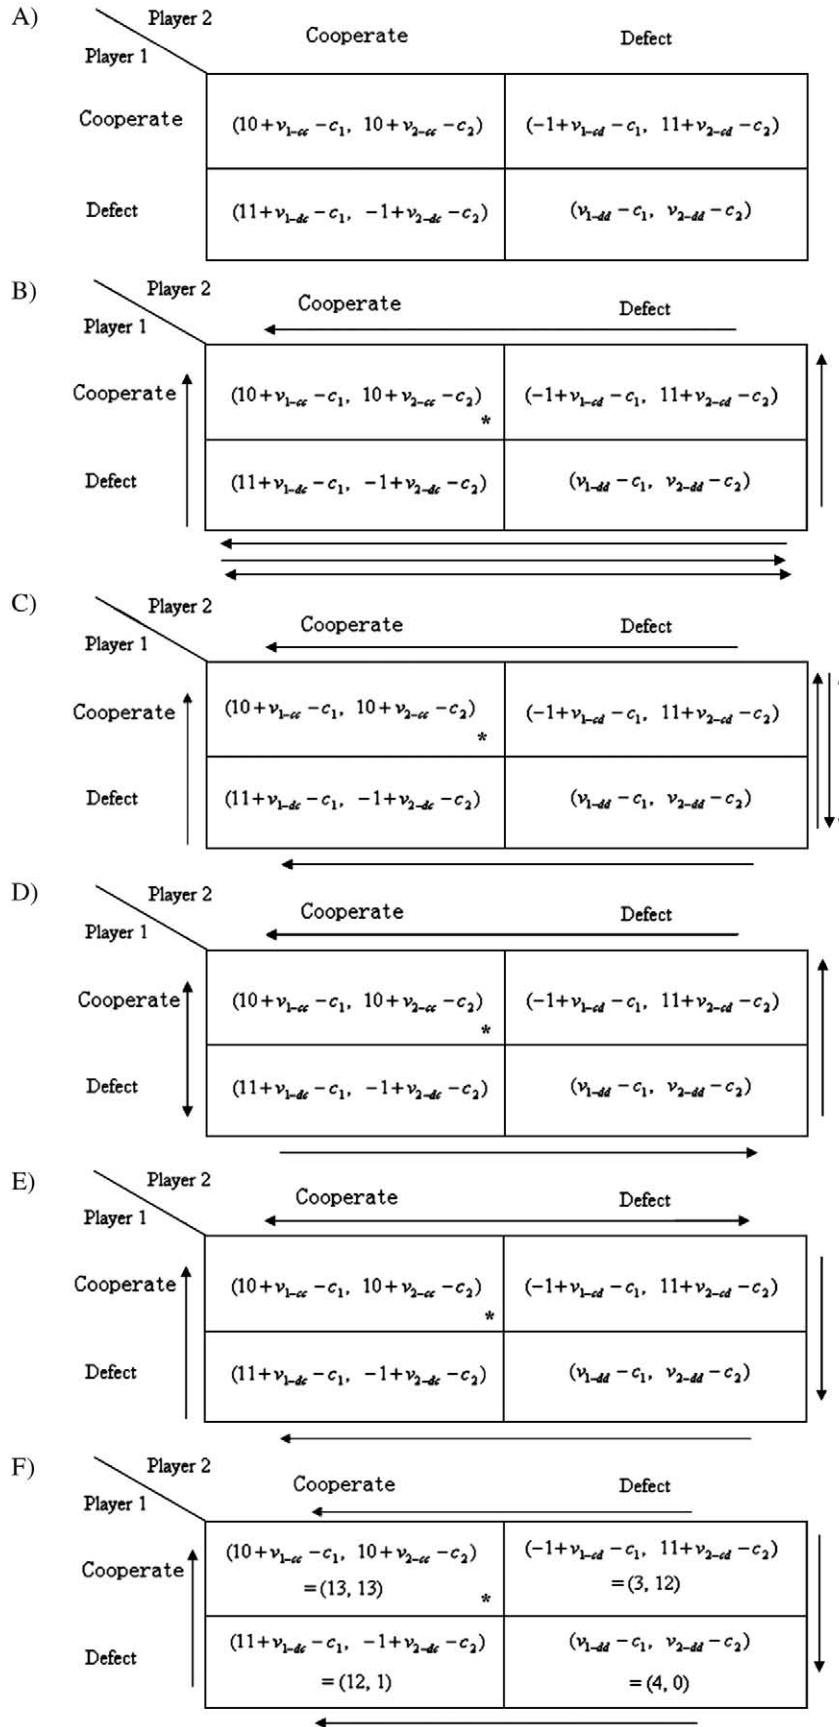 A)
Player 2
Player 1
Cooperate Defect
Cooperate (10+v₁₋cc−c₁, 10+v₂₋cc−c₂) (−1+v₁₋cd−c₁, 11+v₂₋cd−c₂)
Defect (11+v₁₋dc−c₁, −1+v₂₋dc−c₂) (v₁₋dd−c₁, v₂₋dd−c₂)
B)
Player 2
Player 1
Cooperate Defect
Cooperate (10+v₁₋cc−c₁, 10+v₂₋cc−c₂) (−1+v₁₋cd−c₁, 11+v₂₋cd−c₂)
*
Defect (11+v₁₋dc−c₁, −1+v₂₋dc−c₂) (v₁₋dd−c₁, v₂₋dd−c₂)
C)
Player 2
Player 1
Cooperate Defect
Cooperate (10+v₁₋cc−c₁, 10+v₂₋cc−c₂) (−1+v₁₋cd−c₁, 11+v₂₋cd−c₂)
*
Defect (11+v₁₋dc−c₁, −1+v₂₋dc−c₂) (v₁₋dd−c₁, v₂₋dd−c₂)
D)
Player 2
Player 1
Cooperate Defect
Cooperate (10+v₁₋cc−c₁, 10+v₂₋cc−c₂) (−1+v₁₋cd−c₁, 11+v₂₋cd−c₂)
*
Defect (11+v₁₋dc−c₁, −1+v₂₋dc−c₂) (v₁₋dd−c₁, v₂₋dd−c₂)
E)
Player 2
Player 1
Cooperate Defect
Cooperate (10+v₁₋cc−c₁, 10+v₂₋cc−c₂) (−1+v₁₋cd−c₁, 11+v₂₋cd−c₂)
*
Defect (11+v₁₋dc−c₁, −1+v₂₋dc−c₂) (v₁₋dd−c₁, v₂₋dd−c₂)
F)
Player 2
Player 1
Cooperate Defect
Cooperate (10+v₁₋cc−c₁, 10+v₂₋cc−c₂) (−1+v₁₋cd−c₁, 11+v₂₋cd−c₂)
=(13, 13) =(3, 12)
*
Defect (11+v₁₋dc−c₁, −1+v₂₋dc−c₂) (v₁₋dd−c₁, v₂₋dd−c₂)
= (12, 1) = (4, 0)